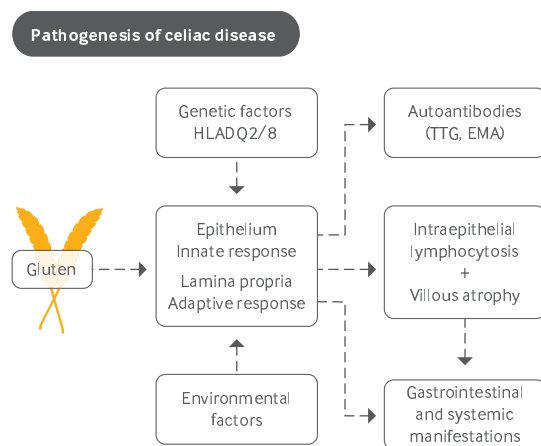 Pathogenesis of celiac disease
Genetic factors
HLADQ2/8
Autoantibodies
(TTG, EMA)
Gluten
Epithelium
Innate response
Lamina propria
Adaptive response
Intraepithelial
lymphocytosis
+
Villous atrophy
Environmental
factors
Gastrointestinal
and systemic
manifestations